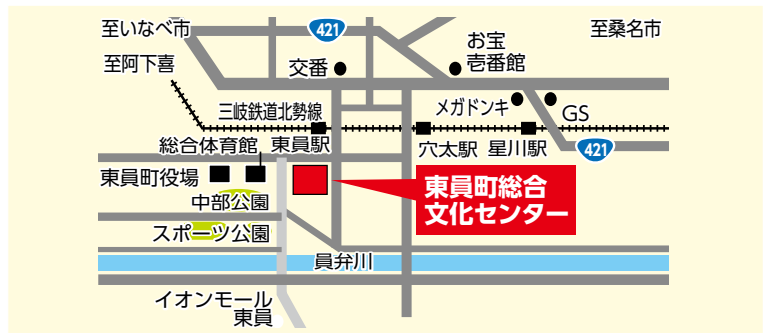 至いなべ市
421
至桑名市
お宝
壱番館
至阿下喜
交番
三岐鉄道北勢線
メガドンキ
GS
総合体育館
東員駅
穴太駅
星川駅
421
東員町役場
東員町総合
文化センター
中部公園
スポーツ公園
員弁川
イオンモール
東員